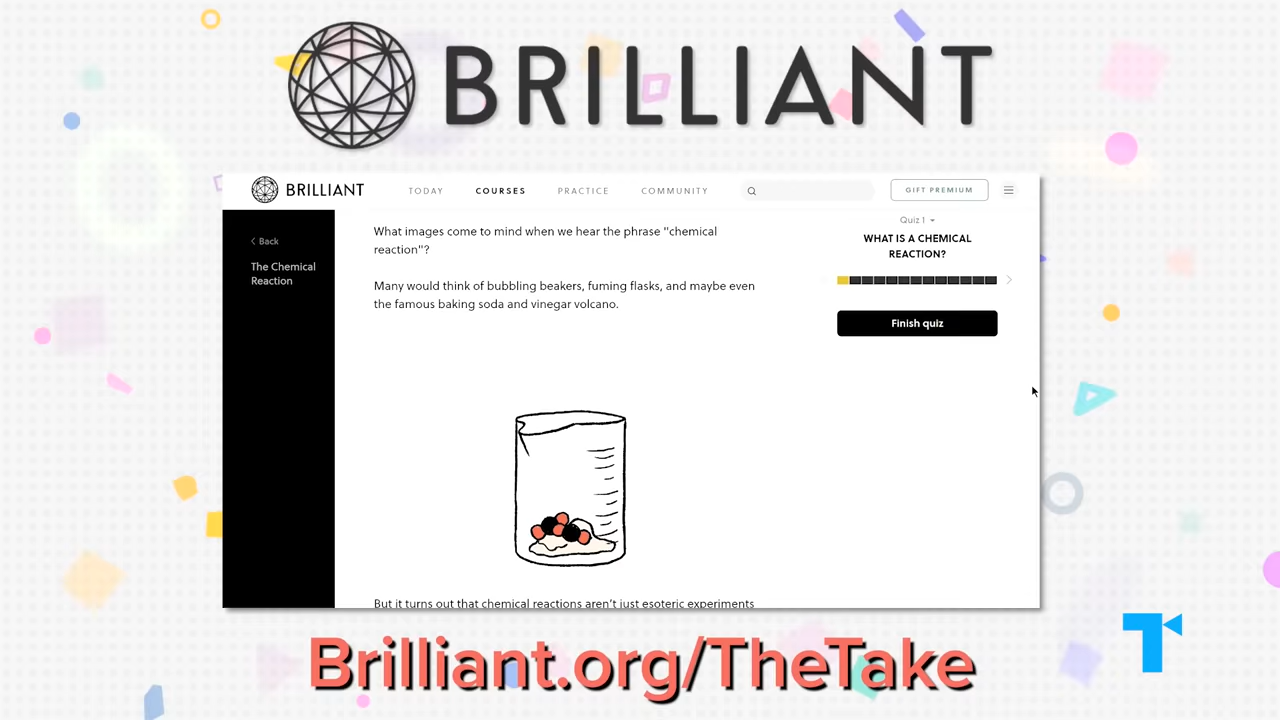 BRILLIANT
BRILLIANT
TODAY
COURSES
PRACTICE
COMMUNITY
GIFT PREMIUM
Back
The Chemical
Reaction
What images come to mind when we hear the phrase "chemical
reaction"?
Many would think of bubbling beakers, fuming flasks, and maybe even
the famous baking soda and vinegar volcano.
But it turns out that chemical reactions aren't just esoteric experiments
Quiz 1
WHAT IS A CHEMICAL
REACTION?
Finish quiz
Brilliant.org/TheTake